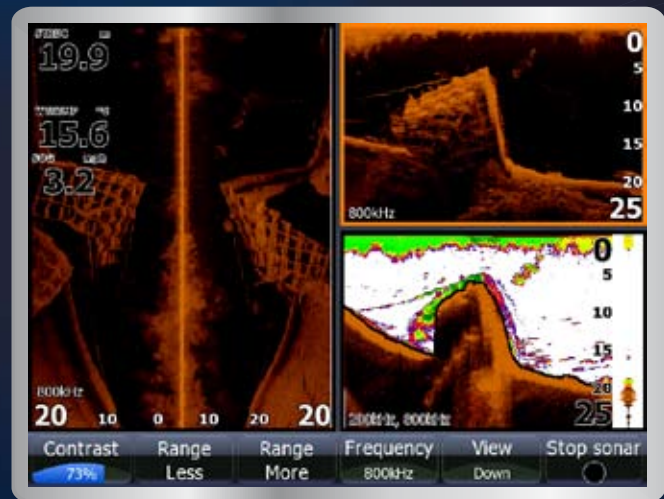 19.9
15.6
3.2
800kHz
20 10 0 10 20 20
0
5
10
15
20
25
800kHz
0
5
10
15
20
25
200kHz, 800kHz
Contrast
73%
Range
Less
Range
More
Frequency
800kHz
View
Down
Stop sonar